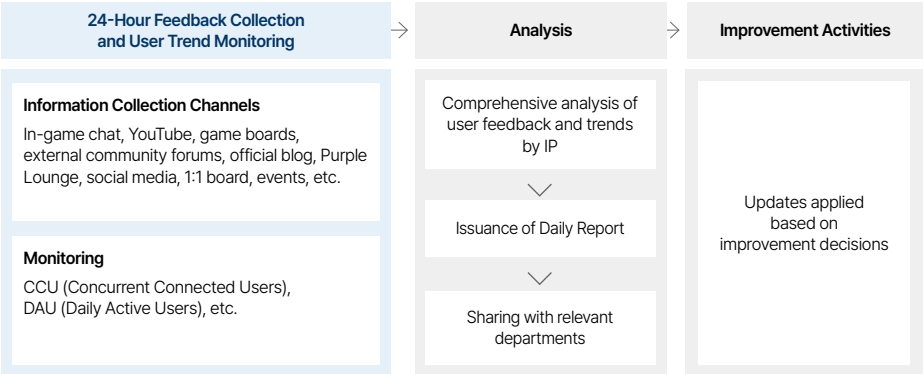 24-Hour Feedback Collection
and User Trend Monitoring
Analysis
Improvement Activities
Information Collection Channels
In-game chat, YouTube, game boards,
external community forums, official blog, Purple
Lounge, social media, 1:1 board, events, etc.
Monitoring
CCU (Concurrent Connected Users),
DAU (Daily Active Users), etc.
Comprehensive analysis of
user feedback and trends
by IP
Issuance of Daily Report
Sharing with relevant
departments
Updates applied
based on
improvement decisions